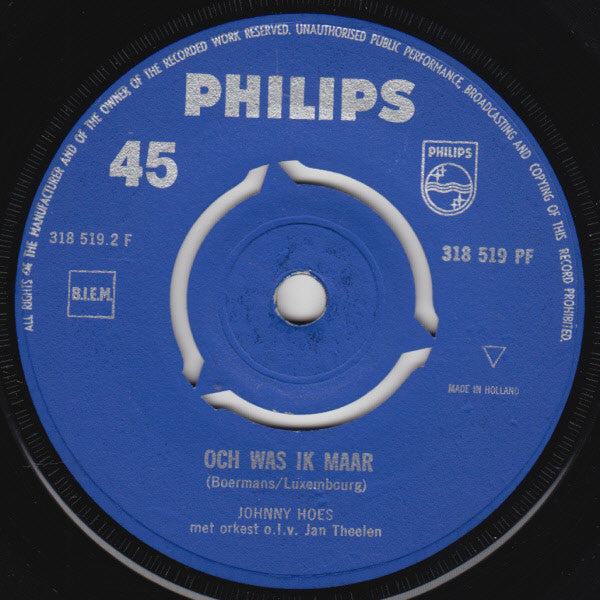 ALL RIGHTS OF THE MANUFACTURER AND OF THE OWNER OF THE RECORDED WORK RESERVED. UNAUTHORISED PUBLIC PERFORMANCE, BROADCASTING AND COPYING OF THIS RECORD PROHIBITED.
PHILIPS
45
PHILIPS
318 519.2 F
318 519 PF
B.I.E.M.
MADE IN HOLLAND
OCH WAS IK MAAR
(Boermans/Luxembourg)
JOHNNY HOES
met orkest o.l.v. Jan Theelen